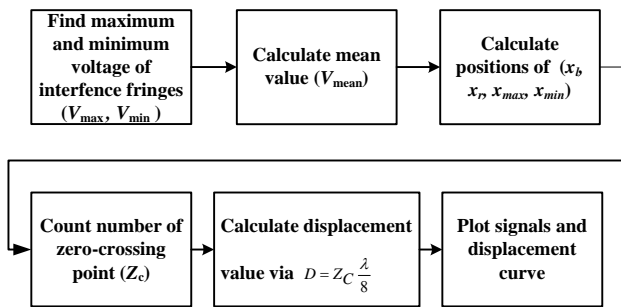 Find maximum
and minimum
voltage of
interfence fringes
(Vmax, Vmin )
Calculate mean
value (Vmean)
Calculate
positions of (xb,
xr, xmax, xmin)
Count number of
zero-crossing
point (Zc)
Calculate displacement
value via D = ZC λ/8
Plot signals and
displacement
curve